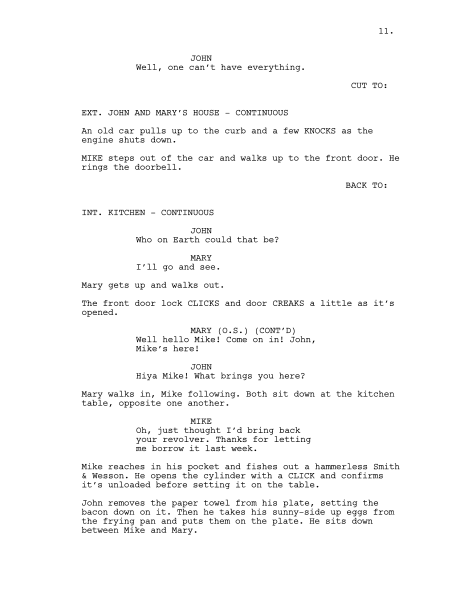 11.
JOHN
Well, one can't have everything.
CUT TO:
EXT. JOHN AND MARY'S HOUSE - CONTINUOUS
An old car pulls up to the curb and a few KNOCKS as the
engine shuts down.
MIKE steps out of the car and walks up to the front door. He
rings the doorbell.
BACK TO:
INT. KITCHEN - CONTINUOUS
JOHN
Who on Earth could that be?
MARY
I'll go and see.
Mary gets up and walks out.
The front door lock CLICKS and door CREAKS a little as it's
opened.
MARY (O.S.) (CONT'D)
Well hello Mike! Come on in! John,
Mike's here!
JOHN
Hiya Mike! What brings you here?
Mary walks in, Mike following. Both sit down at the kitchen
table, opposite one another.
MIKE
Oh, just thought I'd bring back
your revolver. Thanks for letting
me borrow it last week.
Mike reaches in his pocket and fishes out a hammerless Smith
& Wesson. He opens the cylinder with a CLICK and confirms
it's unloaded before setting it on the table.
John removes the paper towel from his plate, setting the
bacon down on it. Then he takes his sunny-side up eggs from
the frying pan and puts them on the plate. He sits down
between Mike and Mary.